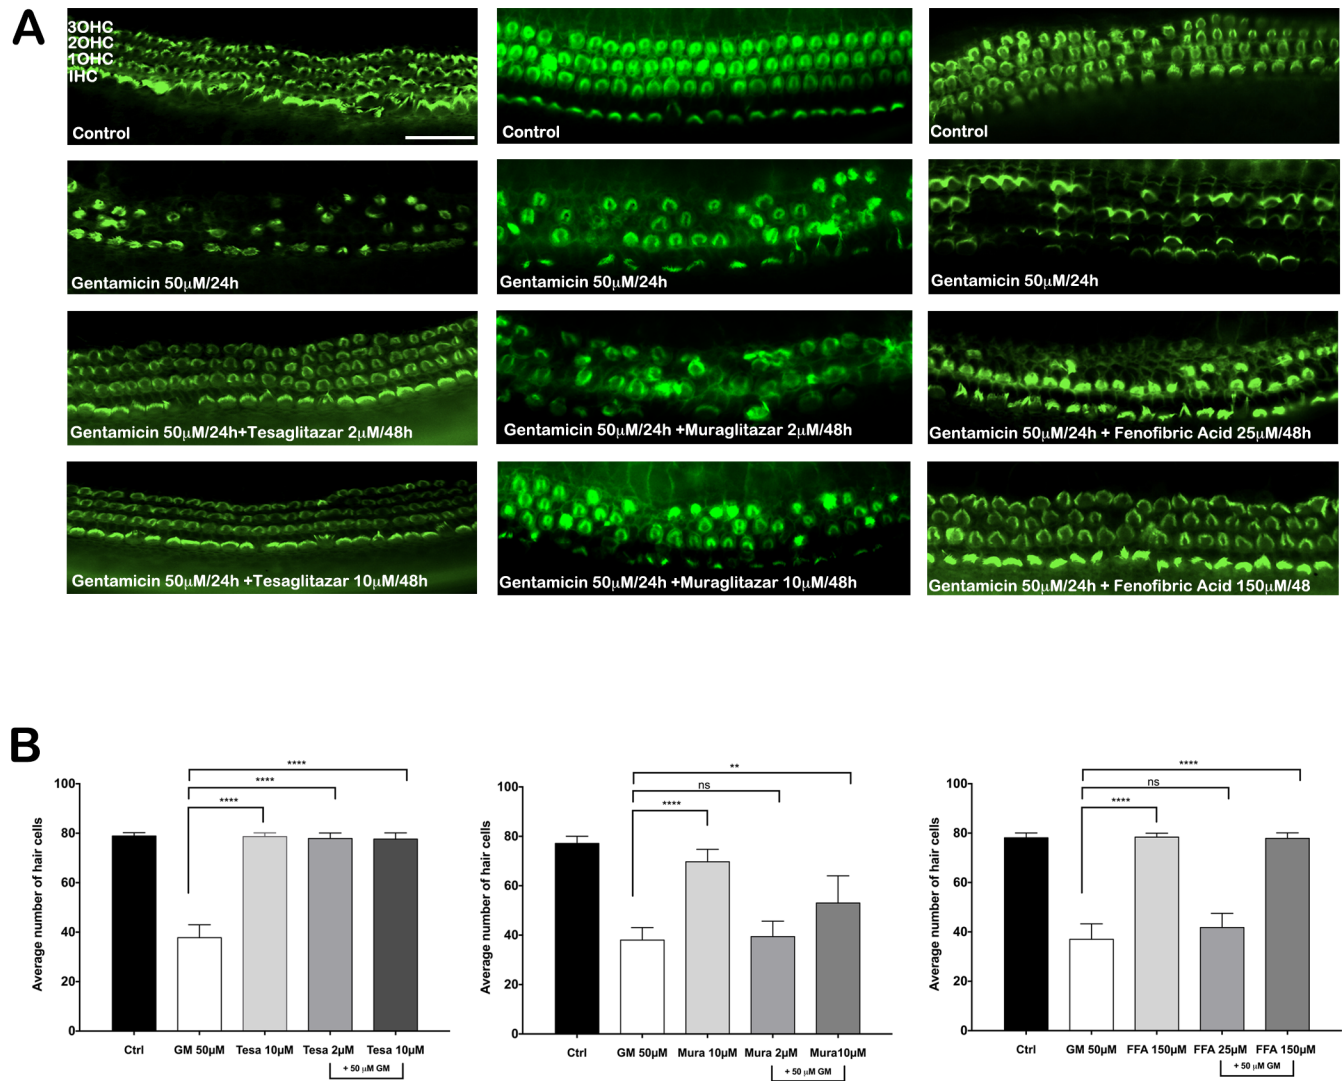 A
3OHC
2OHC
1OHC
IHC
Control
Control
Control
Gentamicin 50μM/24h
Gentamicin 50μM/24h
Gentamicin 50μM/24h
Gentamicin 50μM/24h+Tesaglitazar 2μM/48h
Gentamicin 50μM/24h +Muraglitazar 2μM/48h
Gentamicin 50μM/24h + Fenofibric Acid 25μM/48h
Gentamicin 50μM/24h +Tesaglitazar 10μM/48h
Gentamicin 50μM/24h +Muraglitazar 10μM/48h
Gentamicin 50μM/24h + Fenofibric Acid 150μM/48
B
Average number of hair cells
100
80
60
40
20
0
****
****
****
Ctrl GM 50μM Tesa 10μM Tesa 2μM Tesa 10μM
+ 50 μM GM
Average number of hair cells
100
80
60
40
20
0
**
ns
****
Ctrl GM 50μM Mura 10μM Mura 2μM Mura10μM
+ 50 μM GM
Average number of hair cells
100
80
60
40
20
0
****
ns
****
Ctrl GM 50μM FFA 150μM FFA 25μM FFA 150μM
+ 50 μM GM